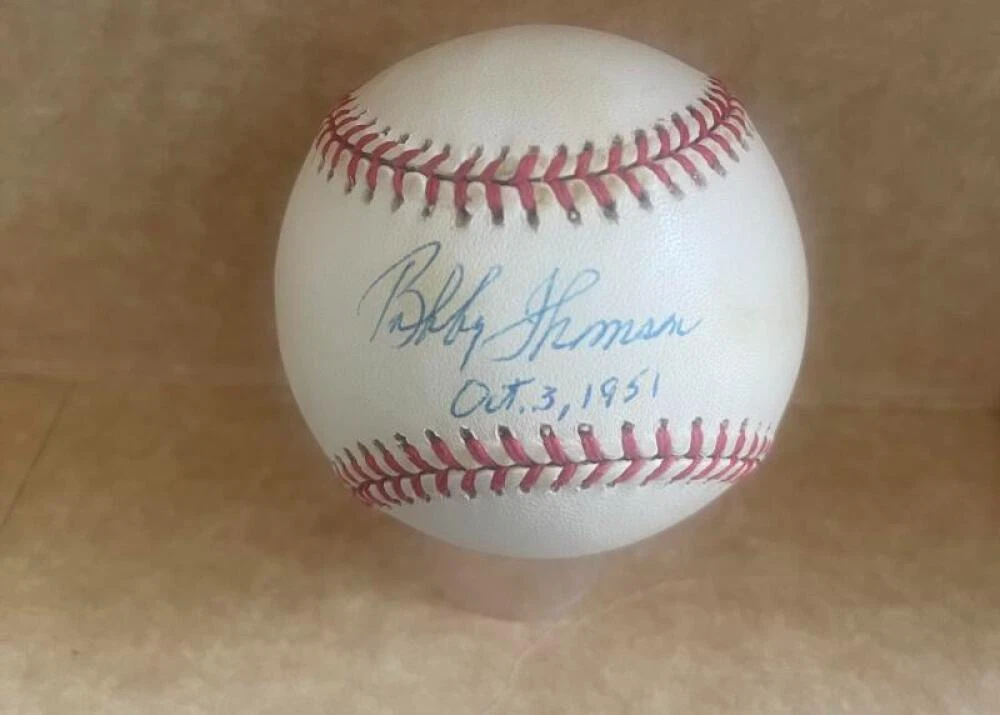 Bobby Thomson
Oct. 3, 1951